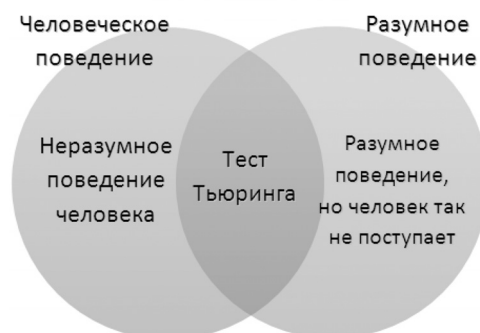 Человеческое
поведение
Разумное
поведение
Неразумное
поведение
человека
Тест
Тьюринга
Разумное
поведение,
но человек так
не поступает